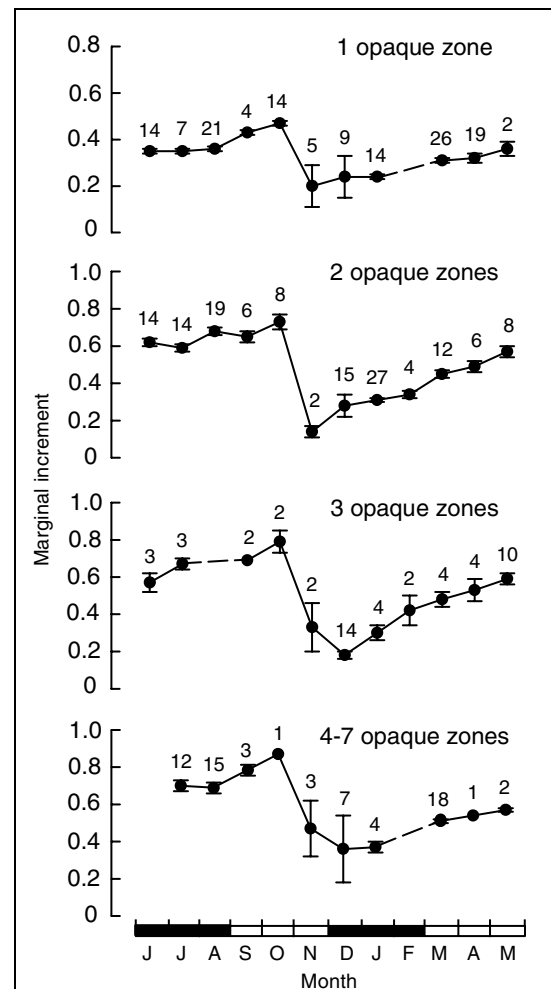 Marginal increment
1 opaque zone
0.8
0.6
0.4
0.2
0
14 7 21 4 14 5 9 14 26 19 2
2 opaque zones
1.0
0.8
0.6
0.4
0.2
0
14 14 19 6 8 2 15 27 4 12 6 8
3 opaque zones
1.0
0.8
0.6
0.4
0.2
0
3 3 2 2 2 14 4 2 4 4 10
4-7 opaque zones
1.0
0.8
0.6
0.4
0.2
0
12 15 3 1 3 7 4 18 1 2
J J A S O N D J F M A M
Month